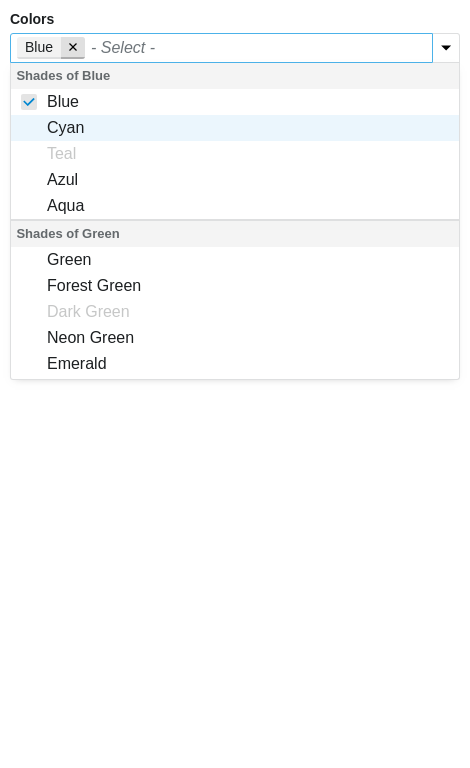 Colors
Blue ✕ - Select -
Shades of Blue
Blue
Cyan
Teal
Azul
Aqua
Shades of Green
Green
Forest Green
Dark Green
Neon Green
Emerald